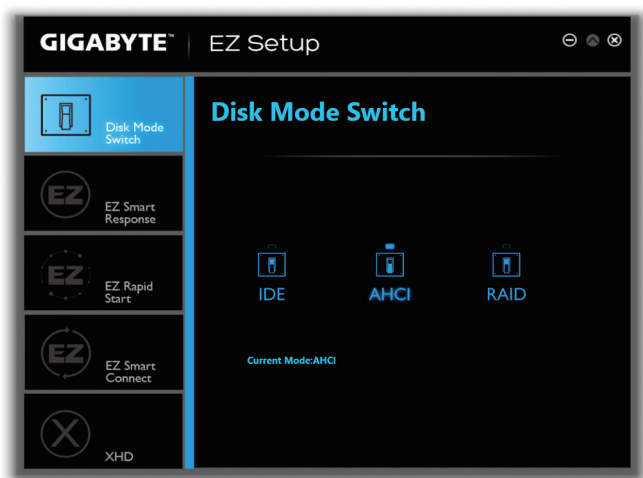 GIGABYTE™ EZ Setup
Disk Mode
Switch
Disk Mode Switch
EZ
EZ Smart
Response
EZ
EZ Rapid
Start
IDE AHCI RAID
EZ
EZ Smart
Connect
Current Mode:AHCI
X
XHD